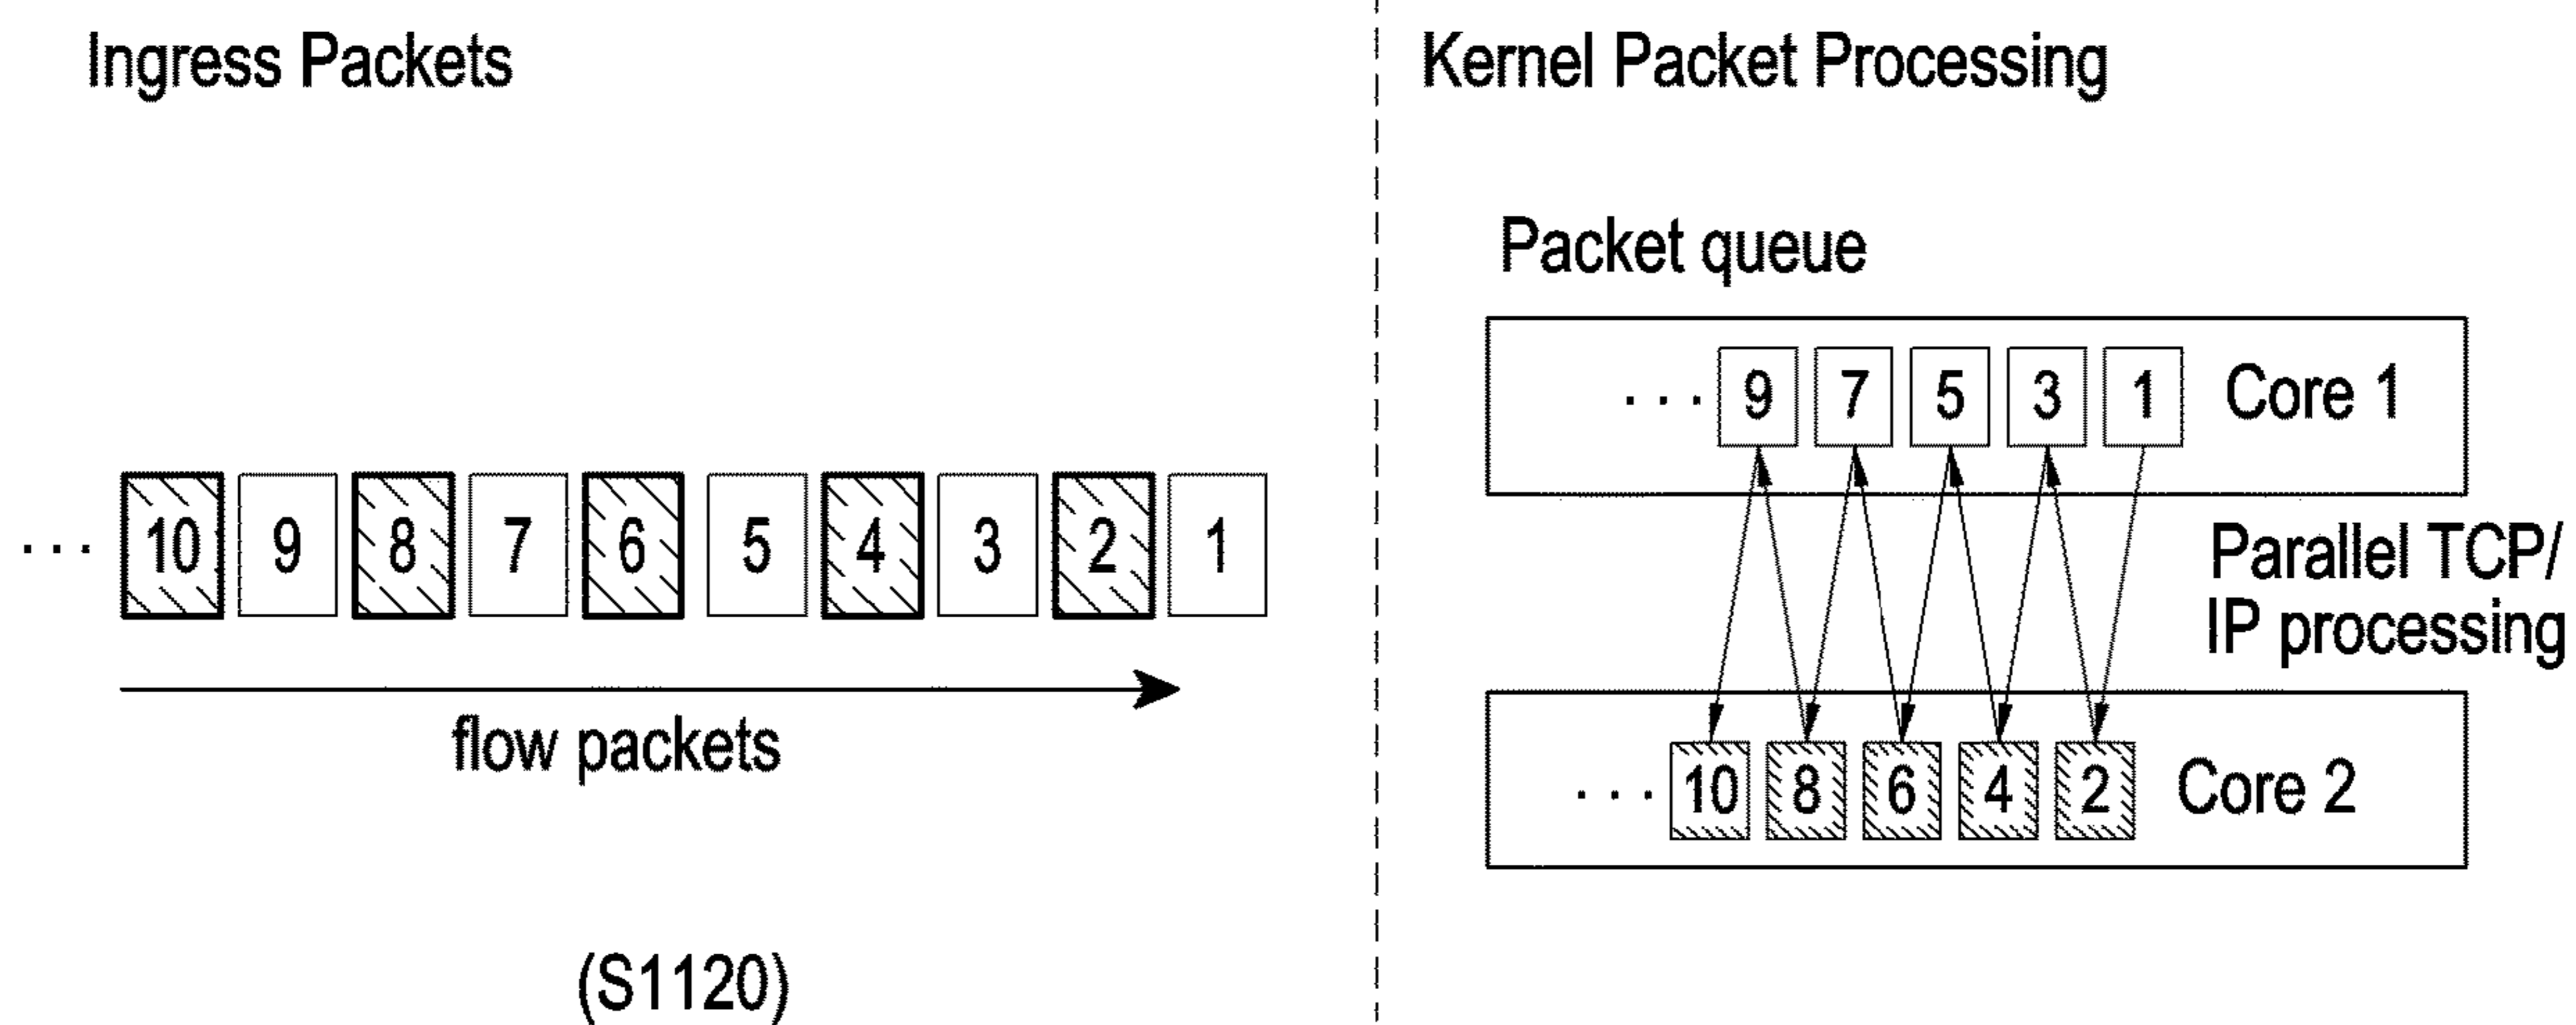 Ingress Packets
Kernel Packet Processing
Packet queue
... 9 7 5 3 1 Core 1
... 10 9 8 7 6 5 4 3 2 1
Parallel TCP/
IP processing
flow packets
... 10 8 6 4 2 Core 2
(S1120)